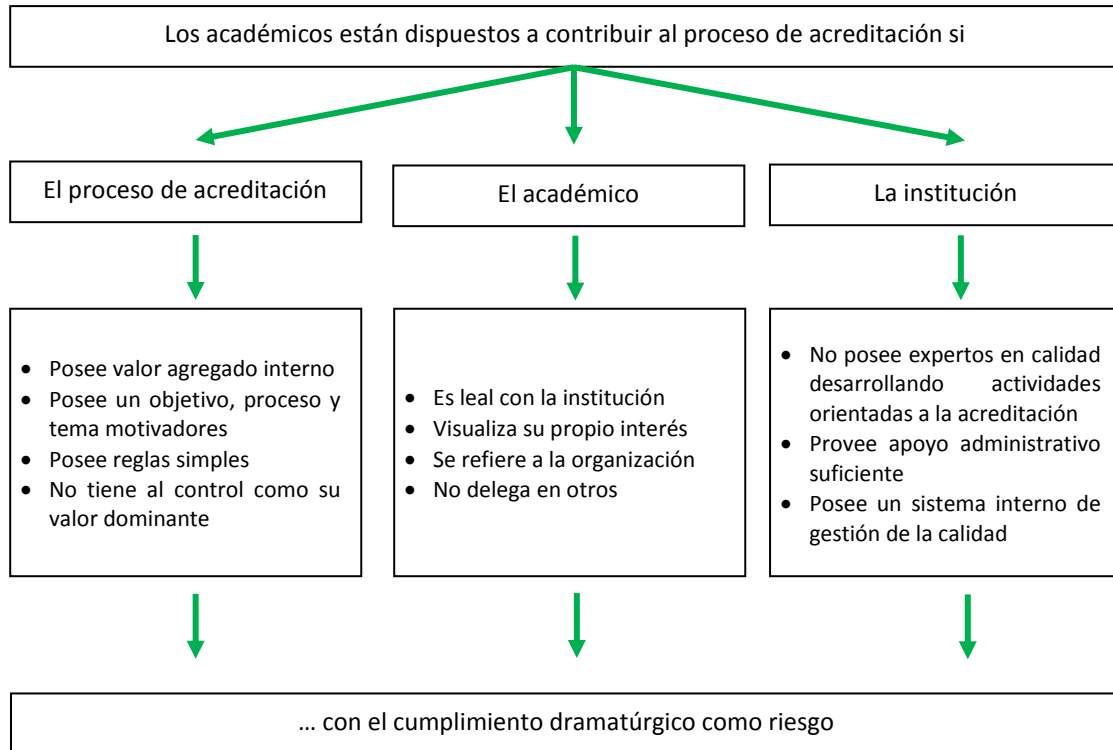 Los académicos están dispuestos a contribuir al proceso de acreditación si
El proceso de acreditación
El académico
La institución
• Posee valor agregado interno
• Posee un objetivo, proceso y
tema motivadores
• Posee reglas simples
• No tiene al control como su
valor dominante
• Es leal con la institución
• Visualiza su propio interés
• Se refiere a la organización
• No delega en otros
• No posee expertos en calidad
desarrollando actividades
orientadas a la acreditación
• Provee apoyo administrativo
suficiente
• Posee un sistema interno de
gestión de la calidad
... con el cumplimiento dramatúrgico como riesgo